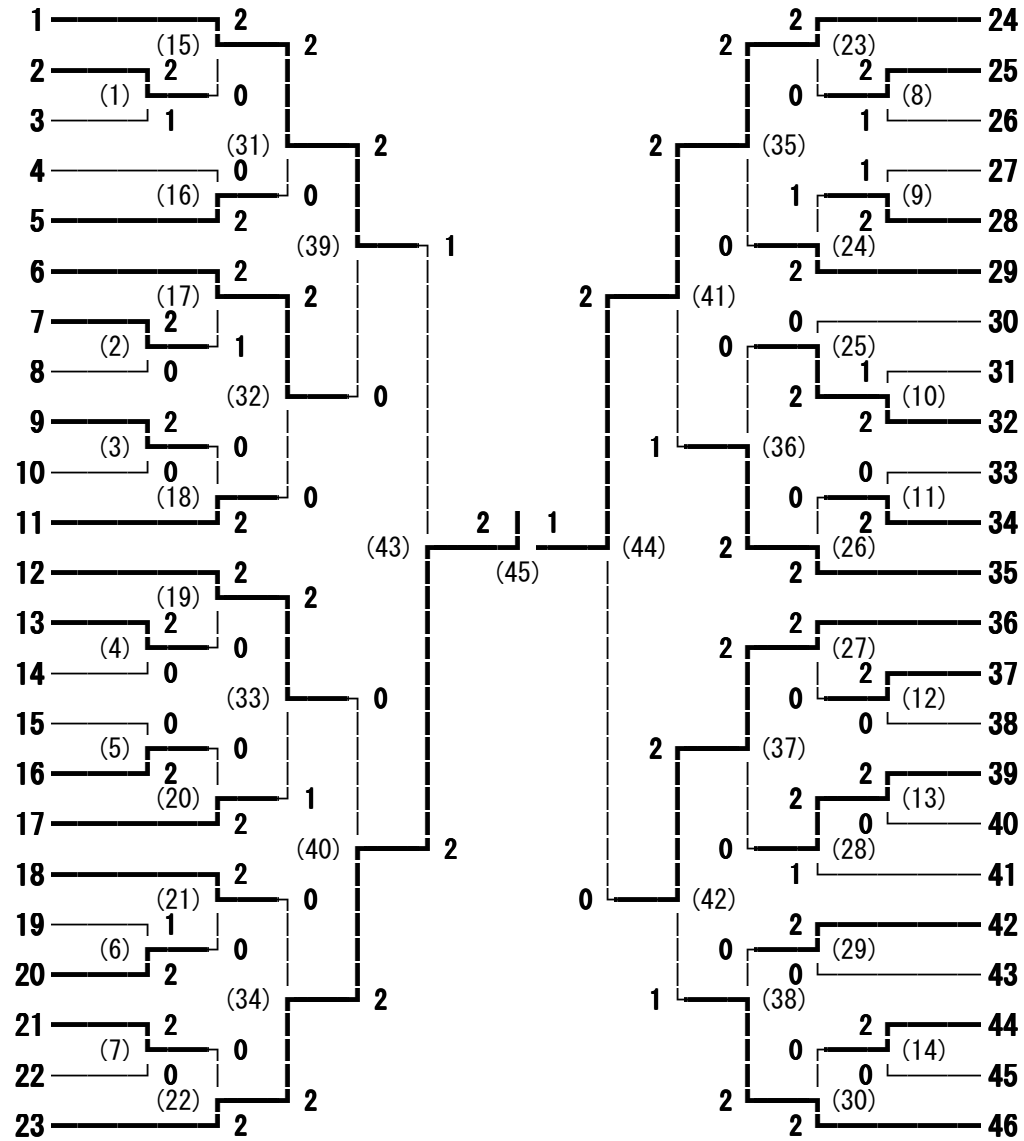 1 2 2 24
(15) 2 2 (23)
2 2 2 25
(1) 0 0 (8)
3 1 1 26
(31) 2 2 (35)
4 0 1 27
(16) 0 1 (9)
5 2 2 28
(39) 1 0 (24)
6 2 2 29
(17) 2 2 (41)
7 2 0 30
(2) 1 0 (25)
8 0 1 31
(32) 0 2 (10)
9 2 2 32
(3) 0 1 (36)
10 0 0 33
(18) 0 0 (11)
11 2 2 1 2 34
(43) (44) 2 (26)
12 2 (45) 2 35
(19) 2
13 2 2 36
(4) 0 2 (27)
14 0 2 37
(33) 0 0 (12)
15 0 0 38
(5) 0 2 (37)
16 2 2 39
(20) 1 2 (13)
17 2 0 40
(40) 2 0 (28)
18 2 1 41
(21) 0 0 (42)
19 1 2 42
(6) 0 0 (29)
20 2 0 43
(34) 2 1 (38)
21 2 2 44
(7) 0 0 (14)
22 0 0 45
(22) 2 2 (30)
23 2 2 46